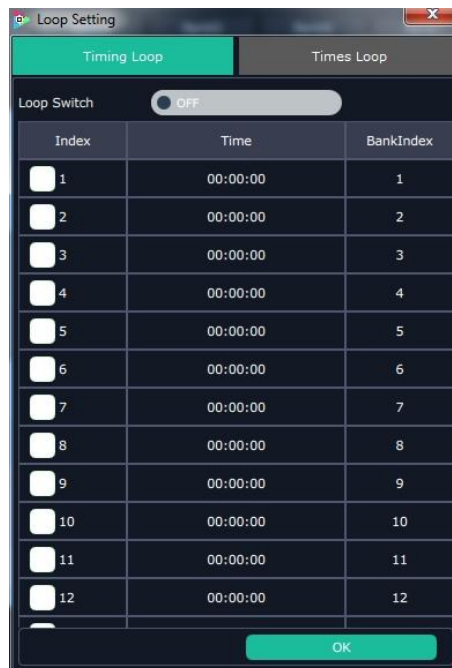 Loop Setting
X
Timing Loop Times Loop
Loop Switch OFF
Index Time BankIndex
1 00:00:00 1
2 00:00:00 2
3 00:00:00 3
4 00:00:00 4
5 00:00:00 5
6 00:00:00 6
7 00:00:00 7
8 00:00:00 8
9 00:00:00 9
10 00:00:00 10
11 00:00:00 11
12 00:00:00 12
OK